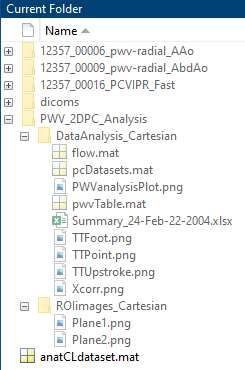 Current Folder
Name
12357_00006_pwv-radial_AAo
12357_00009_pwv-radial_AbdAo
12357_00016_PCVIPR_Fast
dicoms
PWV_2DPC_Analysis
DataAnalysis_Cartesian
flow.mat
pcDatasets.mat
PWVanalysisPlot.png
pwvTable.mat
Summary_24-Feb-22-2004.xlsx
TTFoot.png
TTPoint.png
TTUpstroke.png
Xcorr.png
ROIimages_Cartesian
Plane1.png
Plane2.png
anatCLdataset.mat